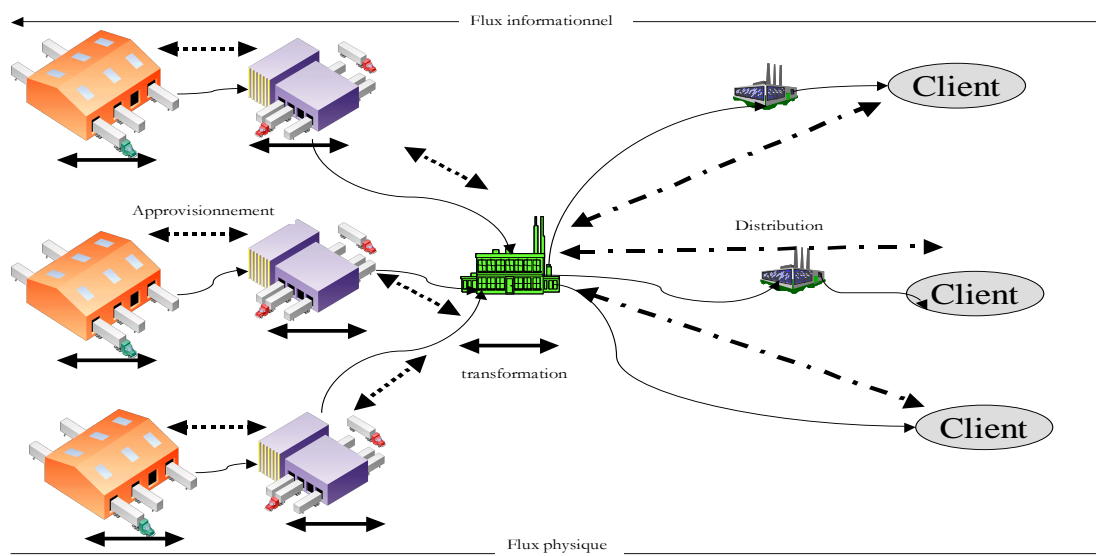 Flux informationnel
Client
Approvisionnement
Distribution
Client
transformation
Client
Flux physique